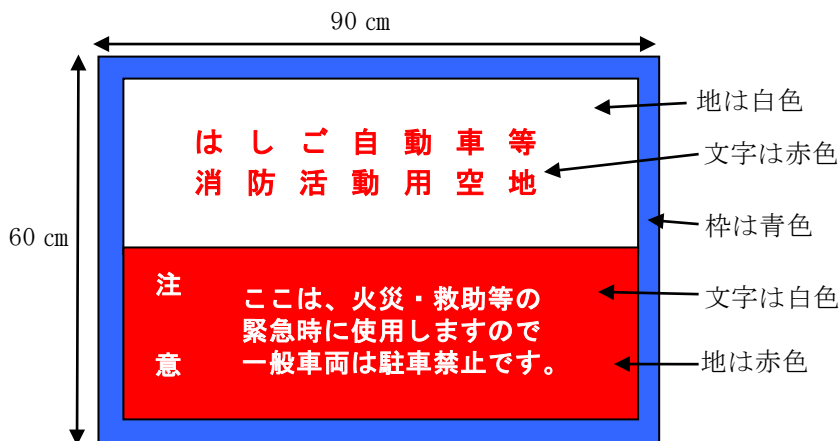 90 ㎝
60 ㎝
はしご自動車等
消防活動用空地
注意
ここは、火災・救助等の
緊急時に使用しますので
一般車両は駐車禁止です。
地は白色
文字は赤色
枠は青色
文字は白色
地は赤色